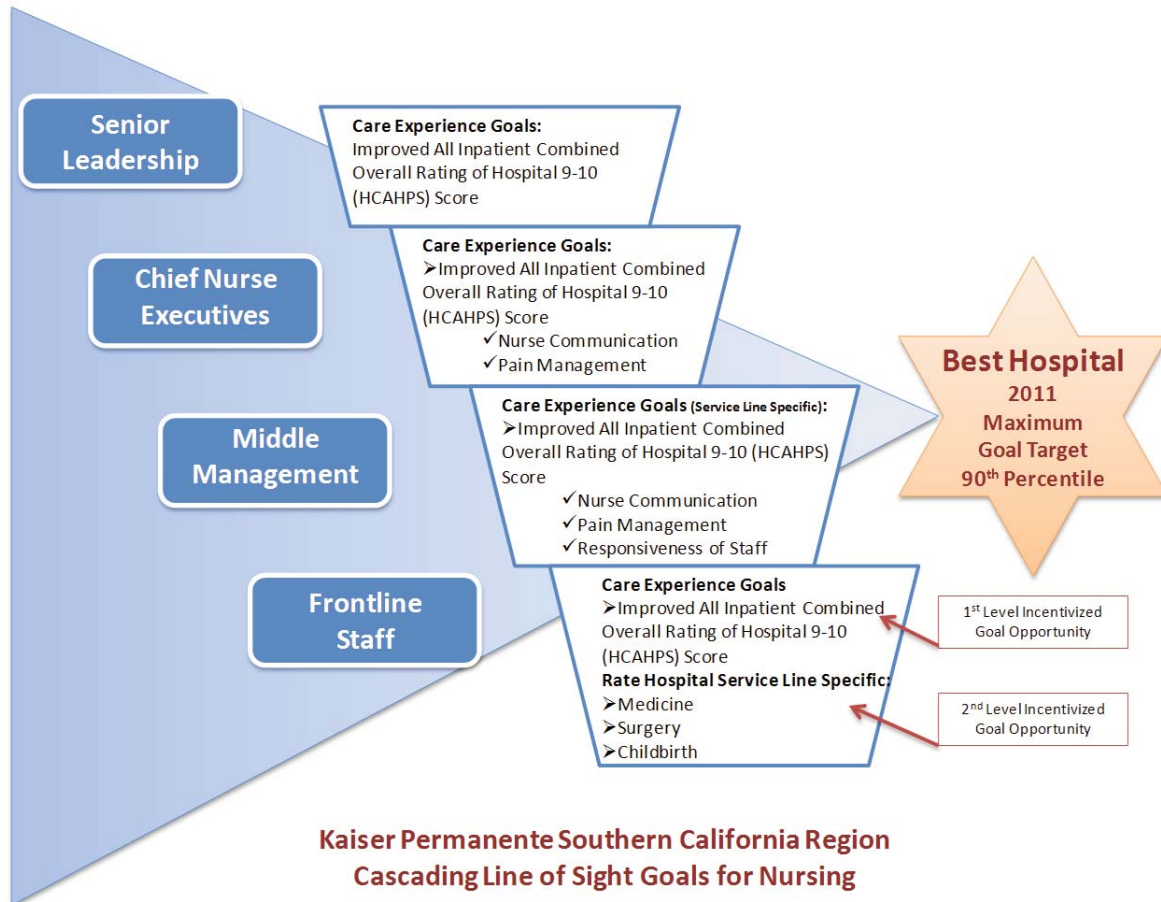 Senior
Leadership
Care Experience Goals:
Improved All Inpatient Combined
Overall Rating of Hospital 9-10
(HCAHPS) Score
Chief Nurse
Executives
Care Experience Goals:
➢Improved All Inpatient Combined
Overall Rating of Hospital 9-10
(HCAHPS) Score
✓Nurse Communication
✓Pain Management
Middle
Management
Care Experience Goals (Service Line Specific):
➢Improved All Inpatient Combined
Overall Rating of Hospital 9-10 (HCAHPS)
Score
✓Nurse Communication
✓Pain Management
✓Responsiveness of Staff
Frontline
Staff
Care Experience Goals
➢Improved All Inpatient Combined
Overall Rating of Hospital 9-10
(HCAHPS) Score
Rate Hospital Service Line Specific:
➢Medicine
➢Surgery
➢Childbirth
Best Hospital
2011
Maximum
Goal Target
90th Percentile
1st Level Incentivized
Goal Opportunity
2nd Level Incentivized
Goal Opportunity
Kaiser Permanente Southern California Region
Cascading Line of Sight Goals for Nursing